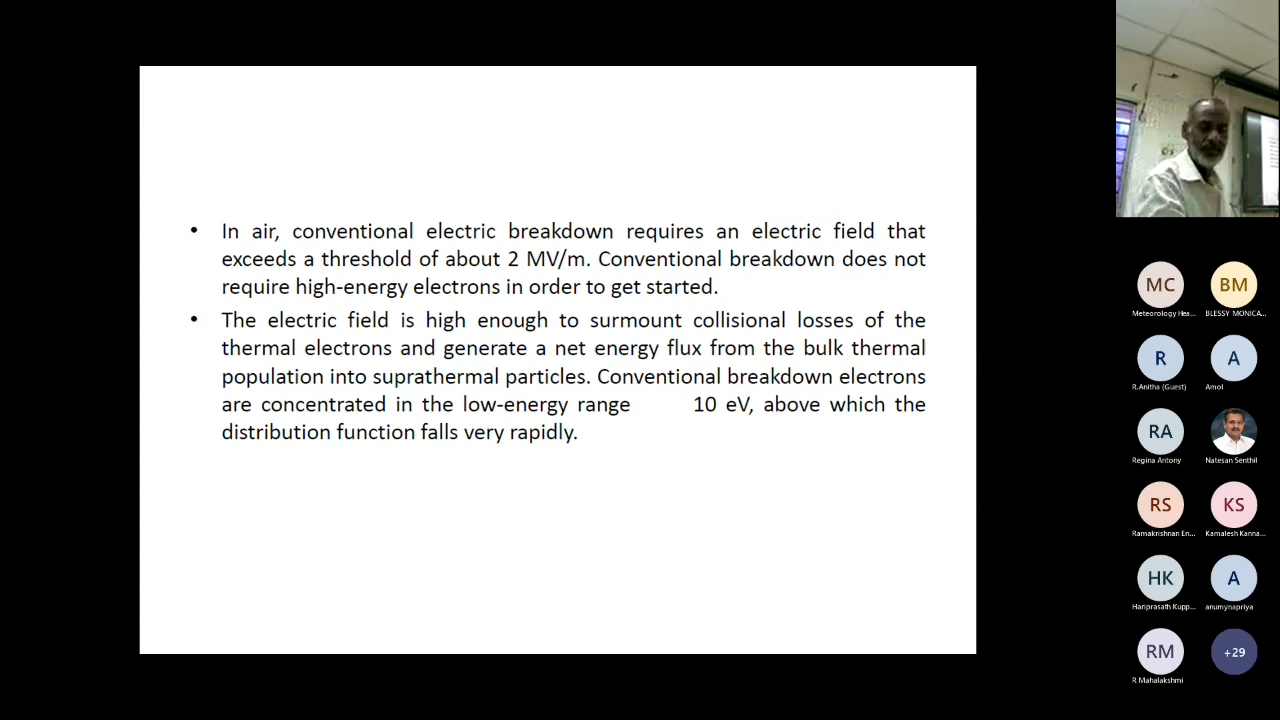 • In air, conventional electric breakdown requires an electric field that
exceeds a threshold of about 2 MV/m. Conventional breakdown does not
require high-energy electrons in order to get started.
• The electric field is high enough to surmount collisional losses of the
thermal electrons and generate a net energy flux from the bulk thermal
population into suprathermal particles. Conventional breakdown electrons
are concentrated in the low-energy range 10 eV, above which the
distribution function falls very rapidly.
MC BM
Meteorology Hea... BLESSY MONICA...
R A
R.Anitha (Guest) Amol
RA
Regina Antony Natesan Senthil
RS KS
Ramakrishnan En... Kamalesh Kanna...
HK A
Hariprasath Kupp... anumynapriya
RM +29
R Mahalakshmi